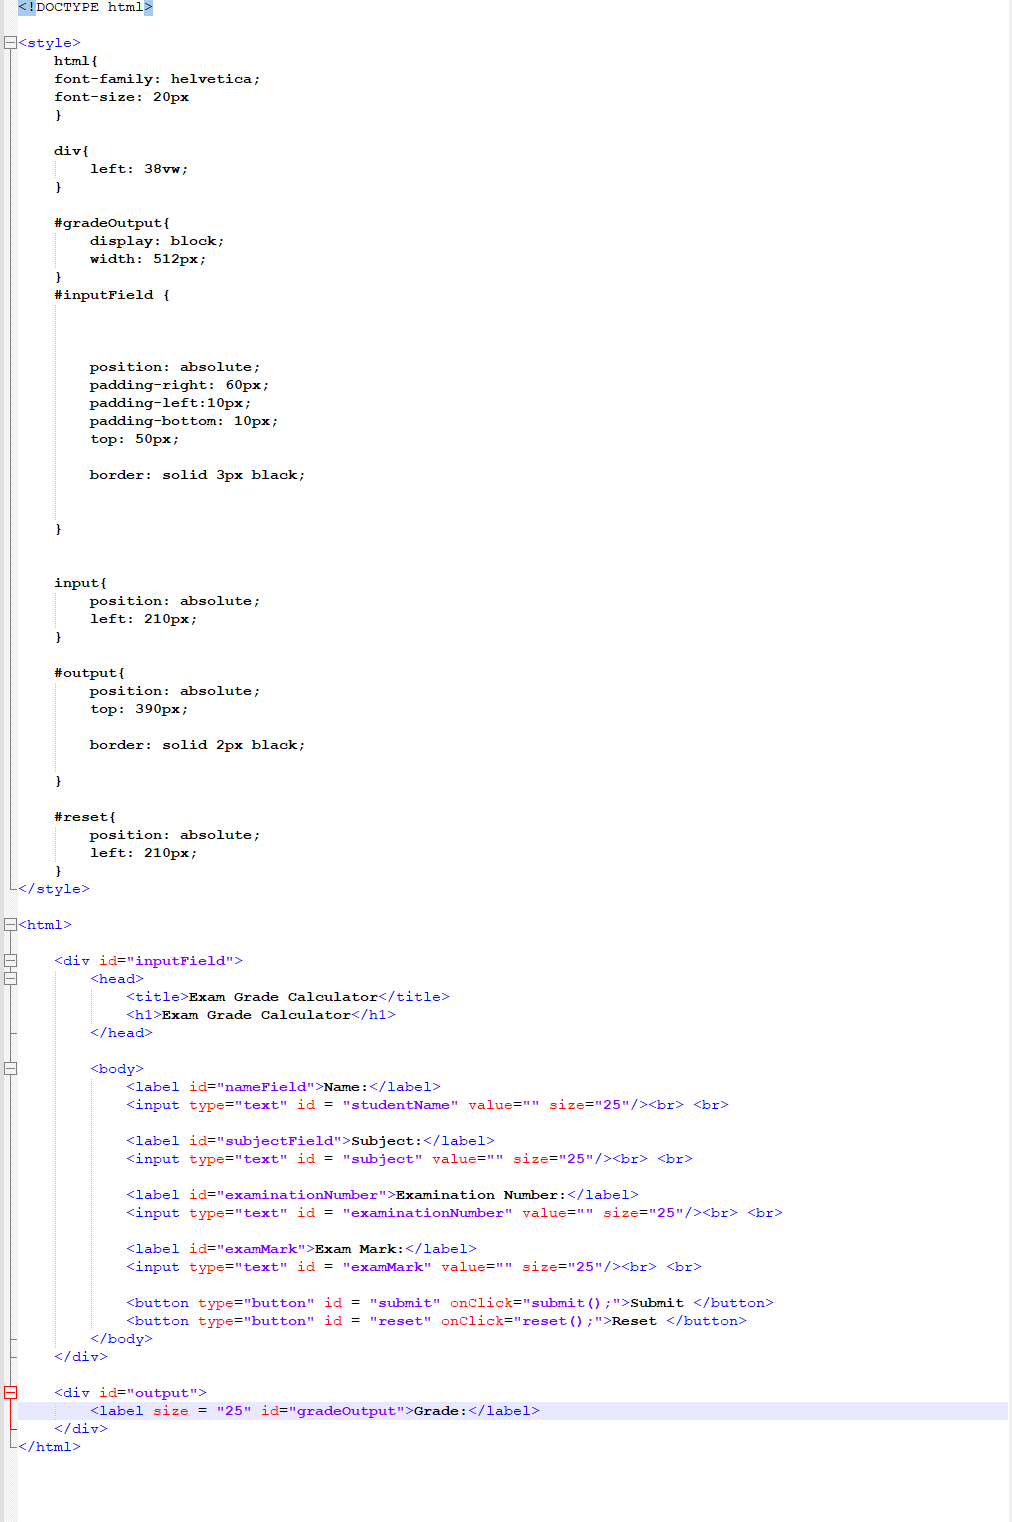 <!DOCTYPE html>
<style>
html{
font-family: helvetica;
font-size: 20px
}
div{
left: 38vw;
}
#gradeOutput{
display: block;
width: 512px;
}
#inputField {
position: absolute;
padding-right: 60px;
padding-left:10px;
padding-bottom: 10px;
top: 50px;
border: solid 3px black;
}
input{
position: absolute;
left: 210px;
}
#output{
position: absolute;
top: 390px;
border: solid 2px black;
}
#reset{
position: absolute;
left: 210px;
}
</style>
<html>
<div id="inputField">
<head>
<title>Exam Grade Calculator</title>
<h1>Exam Grade Calculator</h1>
</head>
<body>
<label id="nameField">Name:</label>
<input type="text" id = "studentName" value="" size="25"/><br> <br>
<label id="subjectField">Subject:</label>
<input type="text" id = "subject" value="" size="25"/><br> <br>
<label id="examinationNumber">Examination Number:</label>
<input type="text" id = "examinationNumber" value="" size="25"/><br> <br>
<label id="examMark">Exam Mark:</label>
<input type="text" id = "examMark" value="" size="25"/><br> <br>
<button type="button" id = "submit" onClick="submit();">Submit </button>
<button type="button" id = "reset" onClick="reset();">Reset </button>
</body>
</div>
<div id="output">
<label size = "25" id="gradeOutput">Grade:</label>
</div>
</html>